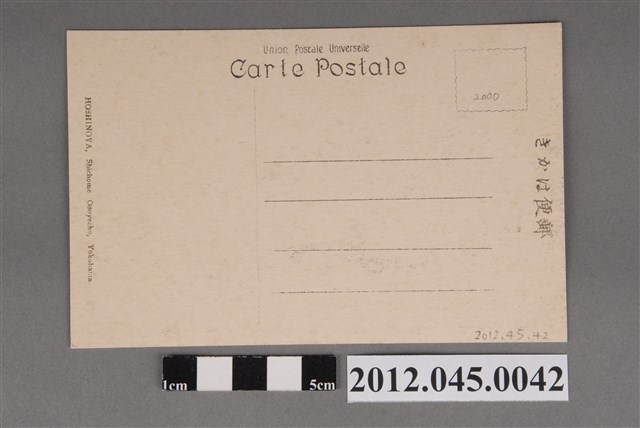 Union Postale Universelle
Carte Postale
2000
きかは便郵
HOSHINOYA, Shichome Ozuyecho, Yokohama
2012.45.42
1cm
5cm
2012.045.0042